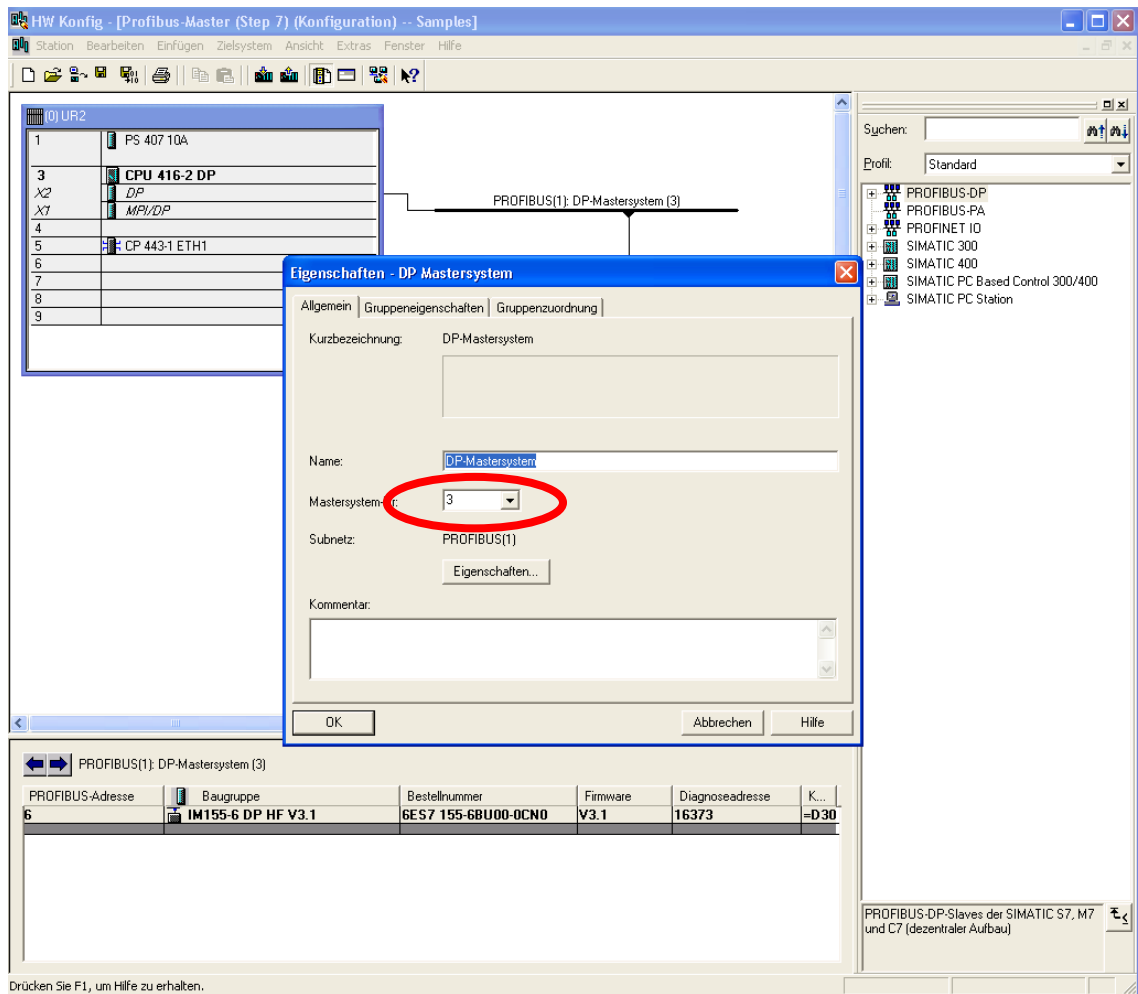 HW Konfig - [Profibus-Master (Step 7) (Konfiguration) -- Samples]
Station Bearbeiten Einfügen Zielsystem Ansicht Extras Fenster Hilfe
(0) UR2
1 PS 407 10A
3 CPU 416-2 DP
X2 DP
X1 MPI/DP
4
5 CP 443-1 ETH1
6
7
8
9
PROFIBUS(1): DP-Mastersystem (3)
Suchen:
Profil: Standard
PROFIBUS-DP
PROFIBUS-PA
PROFINET IO
SIMATIC 300
SIMATIC 400
SIMATIC PC Based Control 300/400
SIMATIC PC Station
Eigenschaften - DP Mastersystem
Allgemein Gruppeneigenschaften Gruppenzuordnung
Kurzbezeichnung: DP-Mastersystem
Name: DP-Mastersystem
Mastersystem- r: 3
Subnetz: PROFIBUS(1)
Eigenschaften...
Kommentar:
OK Abbrechen Hilfe
PROFIBUS(1): DP-Mastersystem (3)
PROFIBUS-Adresse Baugruppe Bestellnummer Firmware Diagnoseadresse K...
6 IM155-6 DP HF V3.1 6ES7 155-6BU00-0CN0 V3.1 16373 =D30
PROFIBUS-DP-Slaves der SIMATIC S7, M7
und C7 (dezentraler Aufbau)
Drücken Sie F1, um Hilfe zu erhalten.